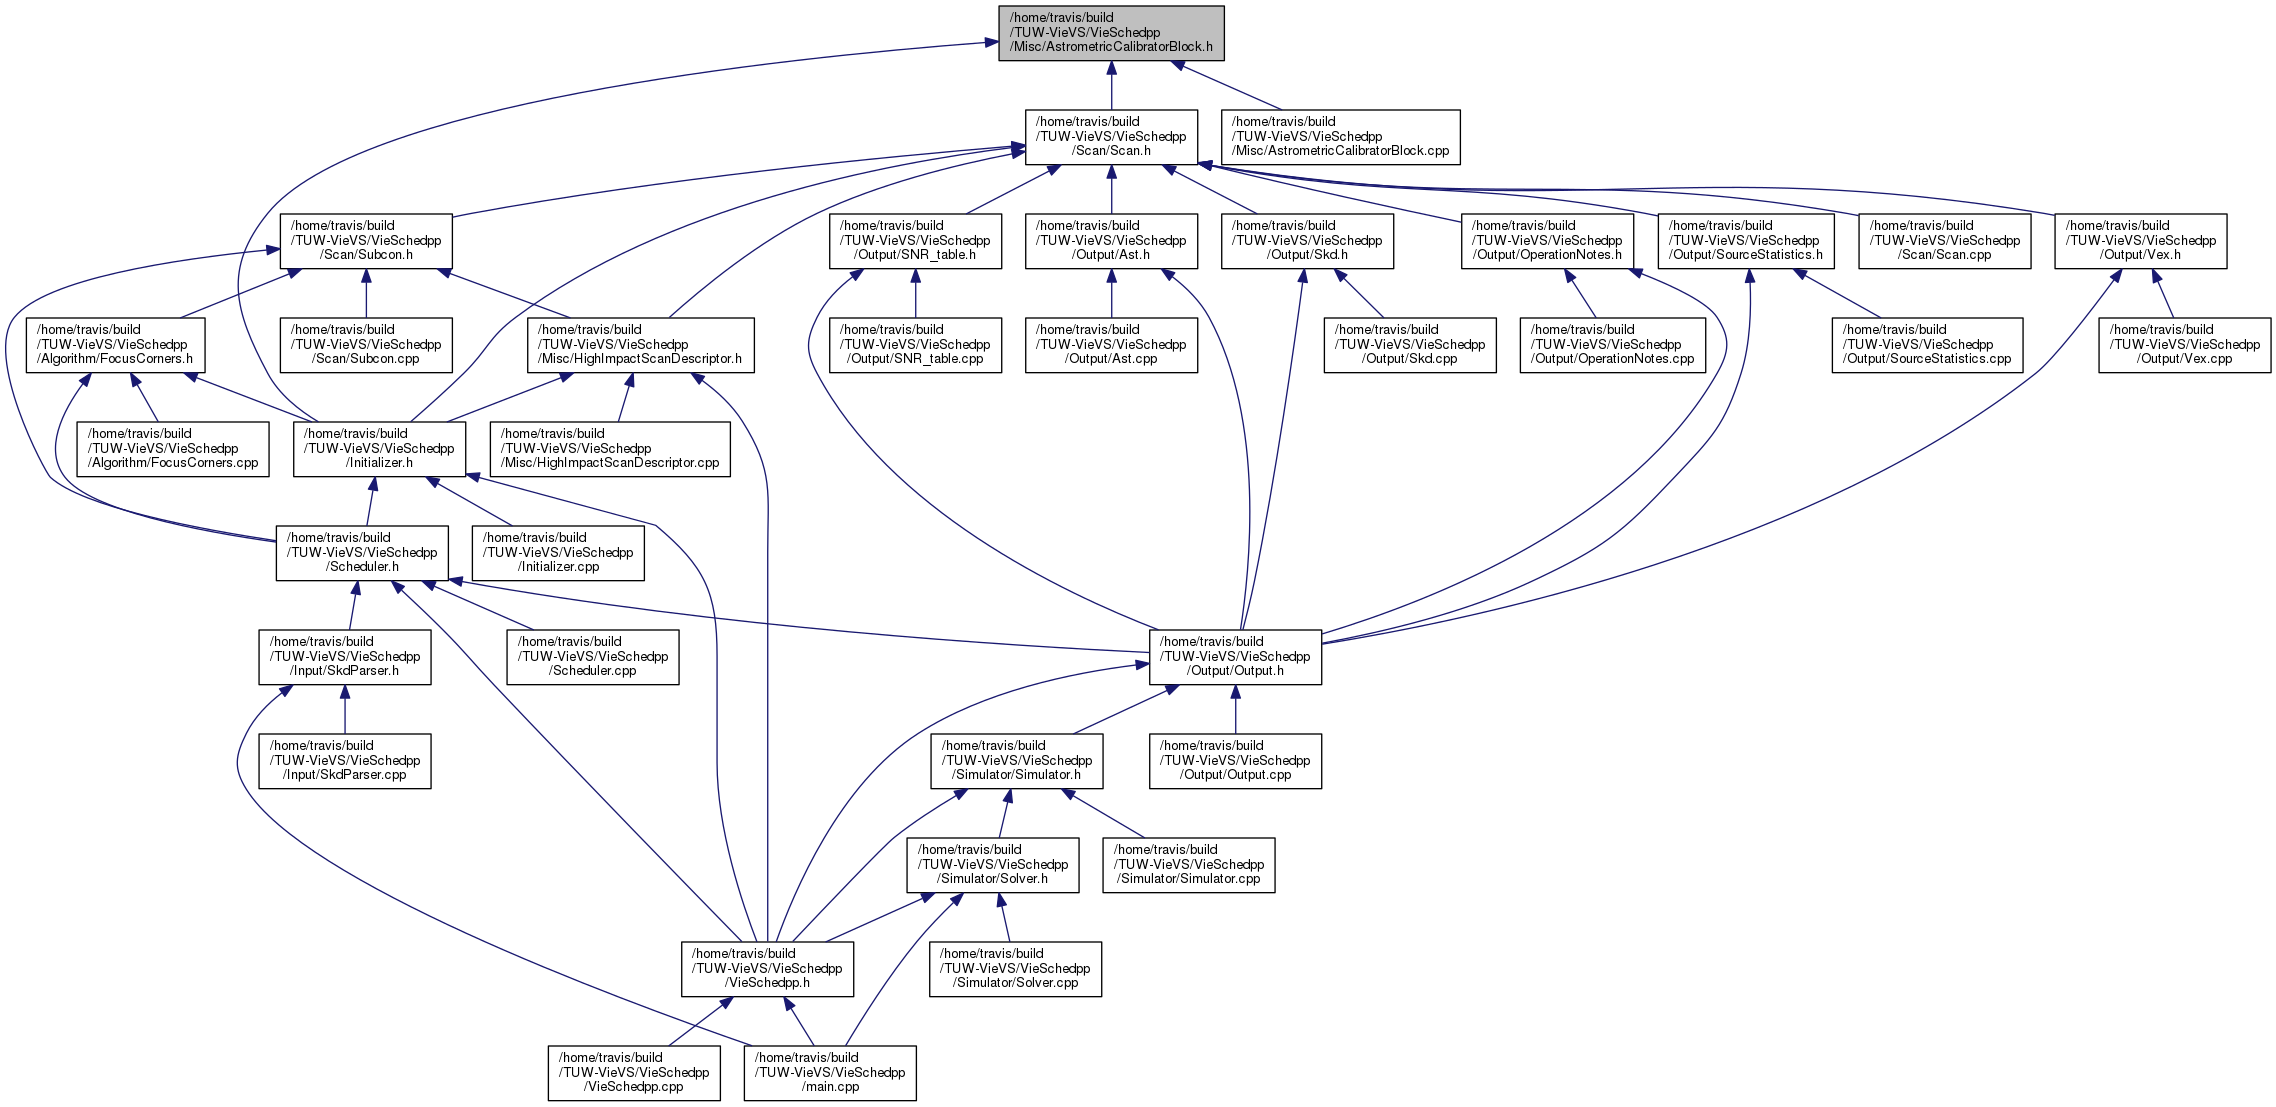 /home/travis/build
/TUW-VieVS/VieSchedpp
/Misc/AstrometricCalibratorBlock.h
/home/travis/build
/TUW-VieVS/VieSchedpp
/Scan/Scan.h
/home/travis/build
/TUW-VieVS/VieSchedpp
/Misc/AstrometricCalibratorBlock.cpp
/home/travis/build
/TUW-VieVS/VieSchedpp
/Scan/Subcon.h
/home/travis/build
/TUW-VieVS/VieSchedpp
/Output/SNR_table.h
/home/travis/build
/TUW-VieVS/VieSchedpp
/Output/Ast.h
/home/travis/build
/TUW-VieVS/VieSchedpp
/Output/Skd.h
/home/travis/build
/TUW-VieVS/VieSchedpp
/Output/OperationNotes.h
/home/travis/build
/TUW-VieVS/VieSchedpp
/Output/SourceStatistics.h
/home/travis/build
/TUW-VieVS/VieSchedpp
/Scan/Scan.cpp
/home/travis/build
/TUW-VieVS/VieSchedpp
/Output/Vex.h
/home/travis/build
/TUW-VieVS/VieSchedpp
/Algorithm/FocusCorners.h
/home/travis/build
/TUW-VieVS/VieSchedpp
/Scan/Subcon.cpp
/home/travis/build
/TUW-VieVS/VieSchedpp
/Misc/HighImpactScanDescriptor.h
/home/travis/build
/TUW-VieVS/VieSchedpp
/Output/SNR_table.cpp
/home/travis/build
/TUW-VieVS/VieSchedpp
/Output/Ast.cpp
/home/travis/build
/TUW-VieVS/VieSchedpp
/Output/Skd.cpp
/home/travis/build
/TUW-VieVS/VieSchedpp
/Output/OperationNotes.cpp
/home/travis/build
/TUW-VieVS/VieSchedpp
/Output/SourceStatistics.cpp
/home/travis/build
/TUW-VieVS/VieSchedpp
/Output/Vex.cpp
/home/travis/build
/TUW-VieVS/VieSchedpp
/Algorithm/FocusCorners.cpp
/home/travis/build
/TUW-VieVS/VieSchedpp
/Initializer.h
/home/travis/build
/TUW-VieVS/VieSchedpp
/Misc/HighImpactScanDescriptor.cpp
/home/travis/build
/TUW-VieVS/VieSchedpp
/Scheduler.h
/home/travis/build
/TUW-VieVS/VieSchedpp
/Initializer.cpp
/home/travis/build
/TUW-VieVS/VieSchedpp
/Input/SkdParser.h
/home/travis/build
/TUW-VieVS/VieSchedpp
/Scheduler.cpp
/home/travis/build
/TUW-VieVS/VieSchedpp
/Output/Output.h
/home/travis/build
/TUW-VieVS/VieSchedpp
/Input/SkdParser.cpp
/home/travis/build
/TUW-VieVS/VieSchedpp
/Simulator/Simulator.h
/home/travis/build
/TUW-VieVS/VieSchedpp
/Output/Output.cpp
/home/travis/build
/TUW-VieVS/VieSchedpp
/Simulator/Solver.h
/home/travis/build
/TUW-VieVS/VieSchedpp
/Simulator/Simulator.cpp
/home/travis/build
/TUW-VieVS/VieSchedpp
/VieSchedpp.h
/home/travis/build
/TUW-VieVS/VieSchedpp
/Simulator/Solver.cpp
/home/travis/build
/TUW-VieVS/VieSchedpp
/VieSchedpp.cpp
/home/travis/build
/TUW-VieVS/VieSchedpp
/main.cpp